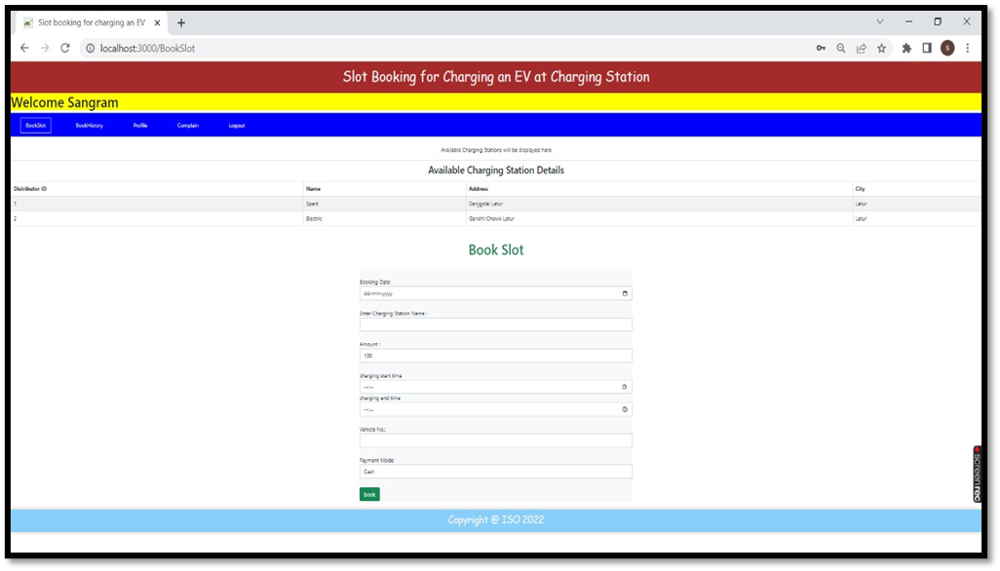 Slot booking for charging an EV
localhost:3000/BookSlot
S
Slot Booking for Charging an EV at Charging Station
Welcome Sangram
BookSlot BookHistory Profile Complain Logout
Available Charging Stations will be displayed here
Available Charging Station Details
Distributor ID Name Address City
1 Spark Ganjgolai Latur Latur
2 Electric Gandhi Chowk Latur Latur
Book Slot
Booking Date:
dd-mm-yyyy
Enter Charging Station Name :
Amount :
100
charging start time
--:--
charging end time
--:--
Vehicle No.:
Payment Mode:
Cash
book
screenrec
Copyright @ ISO 2022